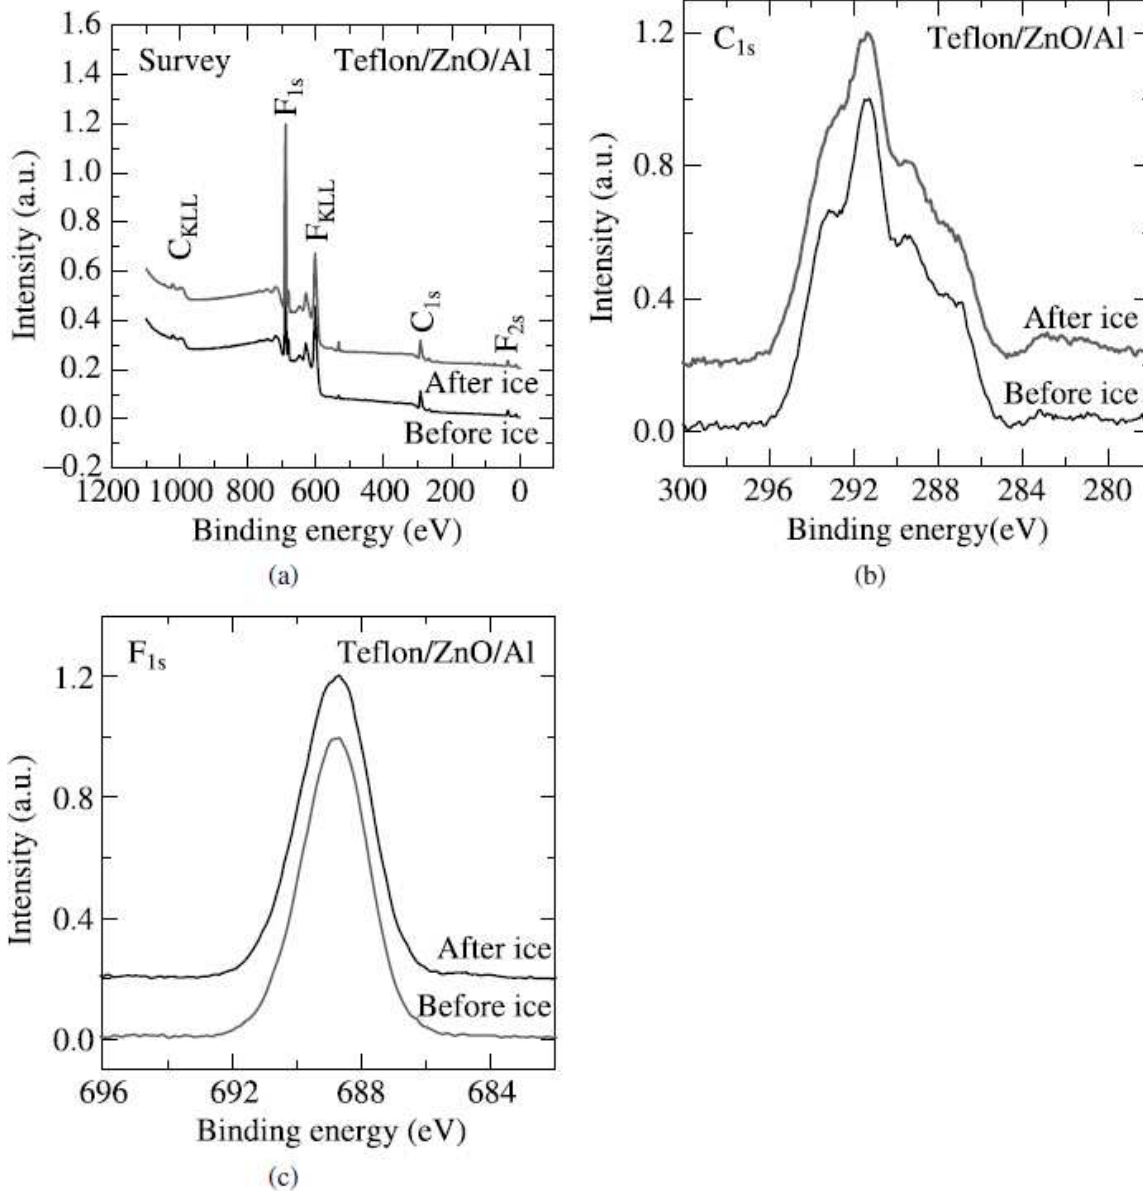 Survey
Teflon/ZnO/Al
F1s
FKLL
CKLL
C1s
F2s
After ice
Before ice
Intensity (a.u.)
1.6
1.4
1.2
1.0
0.8
0.6
0.4
0.2
0.0
–0.2
1200 1000 800 600 400 200 0
Binding energy (eV)
(a)
C1s
Teflon/ZnO/Al
After ice
Before ice
Intensity (a.u.)
1.2
0.8
0.4
0.0
300 296 292 288 284 280
Binding energy(eV)
(b)
F1s
Teflon/ZnO/Al
After ice
Before ice
Intensity (a.u.)
1.2
0.8
0.4
0.0
696 692 688 684
Binding energy (eV)
(c)